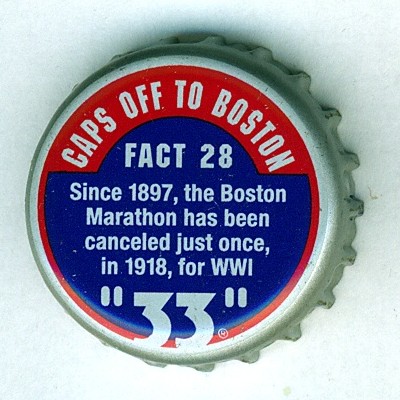 CAPS OFF TO BOSTON
FACT 28
Since 1897, the Boston
Marathon has been
canceled just once,
in 1918, for WWI
"33"
©